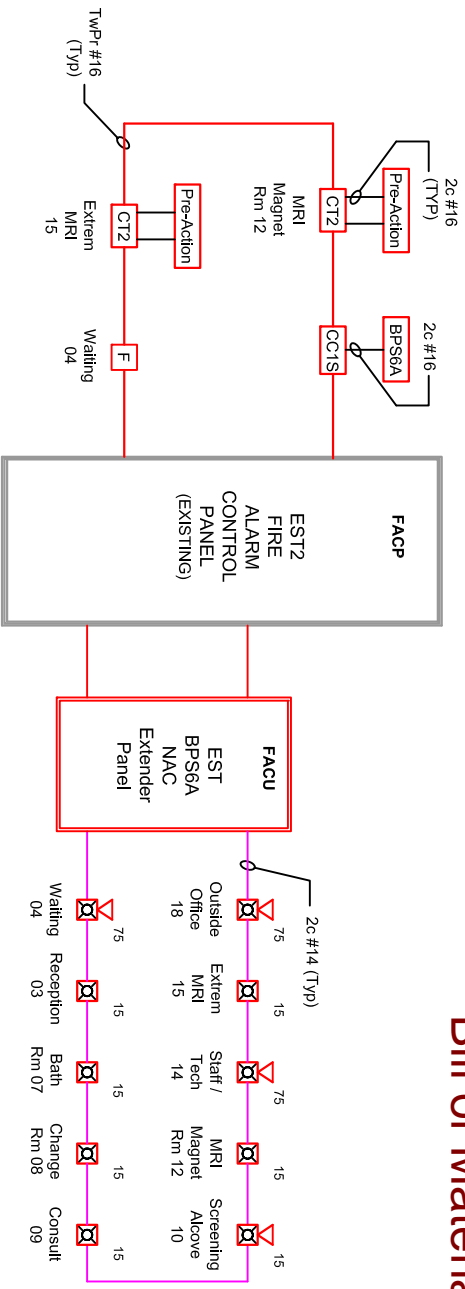 Bill of Materia
TwPr #16
(Typ)
2c #16
(TYP)
Pre-Action
CT2
MRI
Magnet
Rm 12
2c #16
BPS6A
CC1S
Pre-Action
CT2
Extrem
MRI
15
F
Waiting
04
FACP
EST2
FIRE
ALARM
CONTROL
PANEL
(EXISTING)
FACU
EST
BPS6A
NAC
Extender
Panel
2c #14 (Typ)
75
Outside
Office
18
15
Extrem
MRI
15
75
Staff /
Tech
14
15
MRI
Magnet
Rm 12
15
Screening
Alcove
10
75
Waiting
04
15
Reception
03
15
Bath
Rm 07
15
Change
Rm 08
15
Consult
09